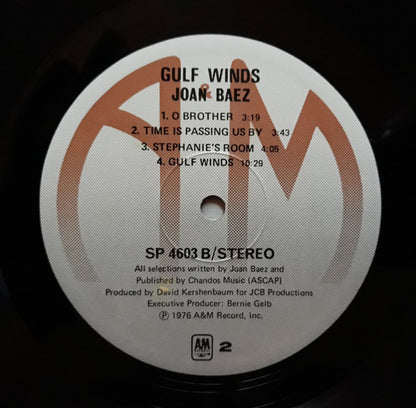 A&M
GULF WINDS
JOAN BAEZ
1. O BROTHER 3:19
2. TIME IS PASSING US BY 3:43
3. STEPHANIE'S ROOM 4:05
4. GULF WINDS 10:29
SP 4603 B/STEREO
All selections written by Joan Baez and
Published by Chandos Music (ASCAP)
Produced by David Kershenbaum for JCB Productions
Executive Producer: Bernie Gelb
℗ 1976 A&M Record, Inc.
A&M 2